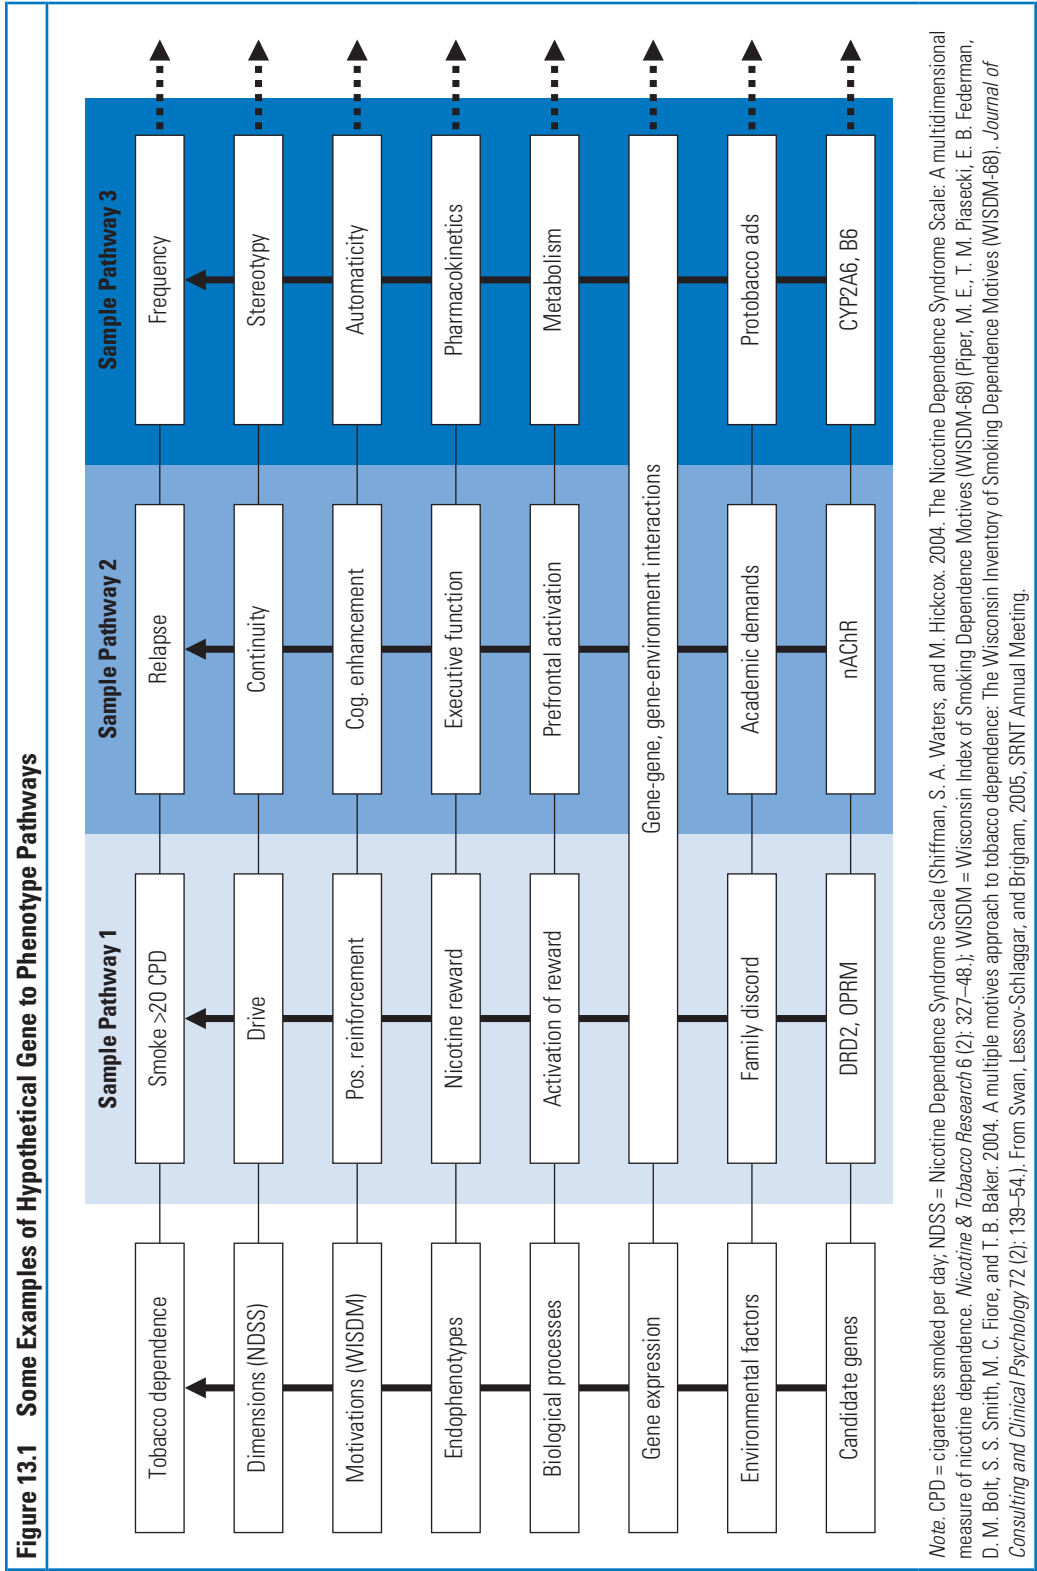 Figure 13.1 Some Examples of Hypothetical Gene to Phenotype Pathways
Sample Pathway 1
Sample Pathway 2
Sample Pathway 3
Tobacco dependence
Smoke >20 CPD
Relapse
Frequency
Dimensions (NDSS)
Drive
Continuity
Stereotypy
Motivations (WISDM)
Pos. reinforcement
Cog. enhancement
Automaticity
Endophenotypes
Nicotine reward
Executive function
Pharmacokinetics
Biological processes
Activation of reward
Prefrontal activation
Metabolism
Gene expression
Gene-gene, gene-environment interactions
Environmental factors
Family discord
Academic demands
Protobacco ads
Candidate genes
DRD2, OPRM
nAChR
CYP2A6, B6
Note. CPD = cigarettes smoked per day; NDSS = Nicotine Dependence Syndrome Scale (Shiffman, S. A. Waters, and M. Hickcox. 2004. The Nicotine Dependence Syndrome Scale: A multidimensional
measure of nicotine dependence. Nicotine & Tobacco Research 6 (2): 327–48.); WISDM = Wisconsin Index of Smoking Dependence Motives (WISDM-68) (Piper, M. E., T. M. Piasecki, E. B. Federman,
D. M. Bolt, S. S. Smith, M. C. Fiore, and T. B. Baker. 2004. A multiple motives approach to tobacco dependence: The Wisconsin Inventory of Smoking Dependence Motives (WISDM-68). Journal of
Consulting and Clinical Psychology 72 (2): 139–54.). From Swan, Lessov-Schlaggar, and Brigham, 2005, SRNT Annual Meeting.